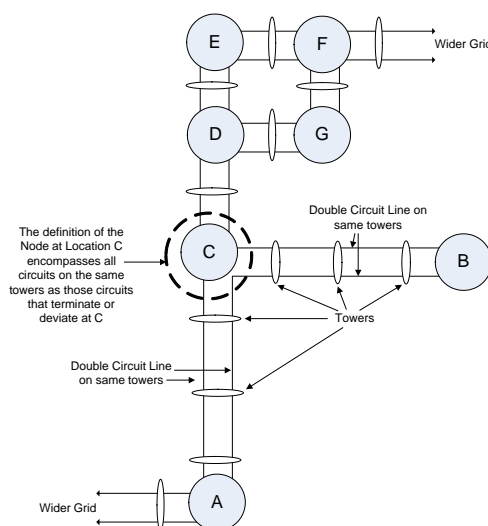 E
F
Wider Grid
D
G
Double Circuit Line on
same towers
The definition of the
Node at Location C
encompasses all
circuits on the same
towers as those circuits
that terminate or
deviate at C
C
B
Towers
Double Circuit Line
on same towers
A
Wider Grid